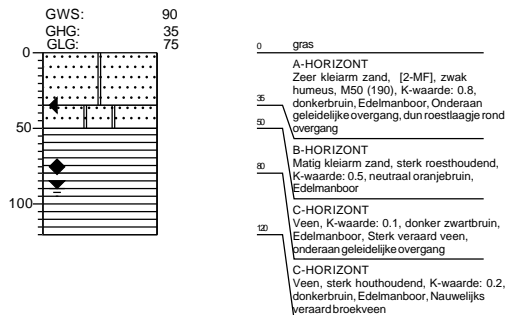 GWS: 90
GHG: 35
GLG: 75
0
50
100
0 gras
A-HORIZONT
Zeer kleiarm zand, [2-MF], zwak
humeus, M50 (190), K-waarde: 0.8,
donkerbruin, Edelmanboor, Onderaan
geleidelijke overgang, dun roestlaagje rond
overgang
35
B-HORIZONT
Matig kleiarm zand, sterk roesthoudend,
K-waarde: 0.5, neutraal oranjebruin,
Edelmanboor
50
C-HORIZONT
Veen, K-waarde: 0.1, donker zwartbruin,
Edelmanboor, Sterk veraard veen,
onderaan geleidelijke overgang
80
C-HORIZONT
Veen, sterk houthoudend, K-waarde: 0.2,
donkerbruin, Edelmanboor, Nauwelijks
veraard broekveen
120